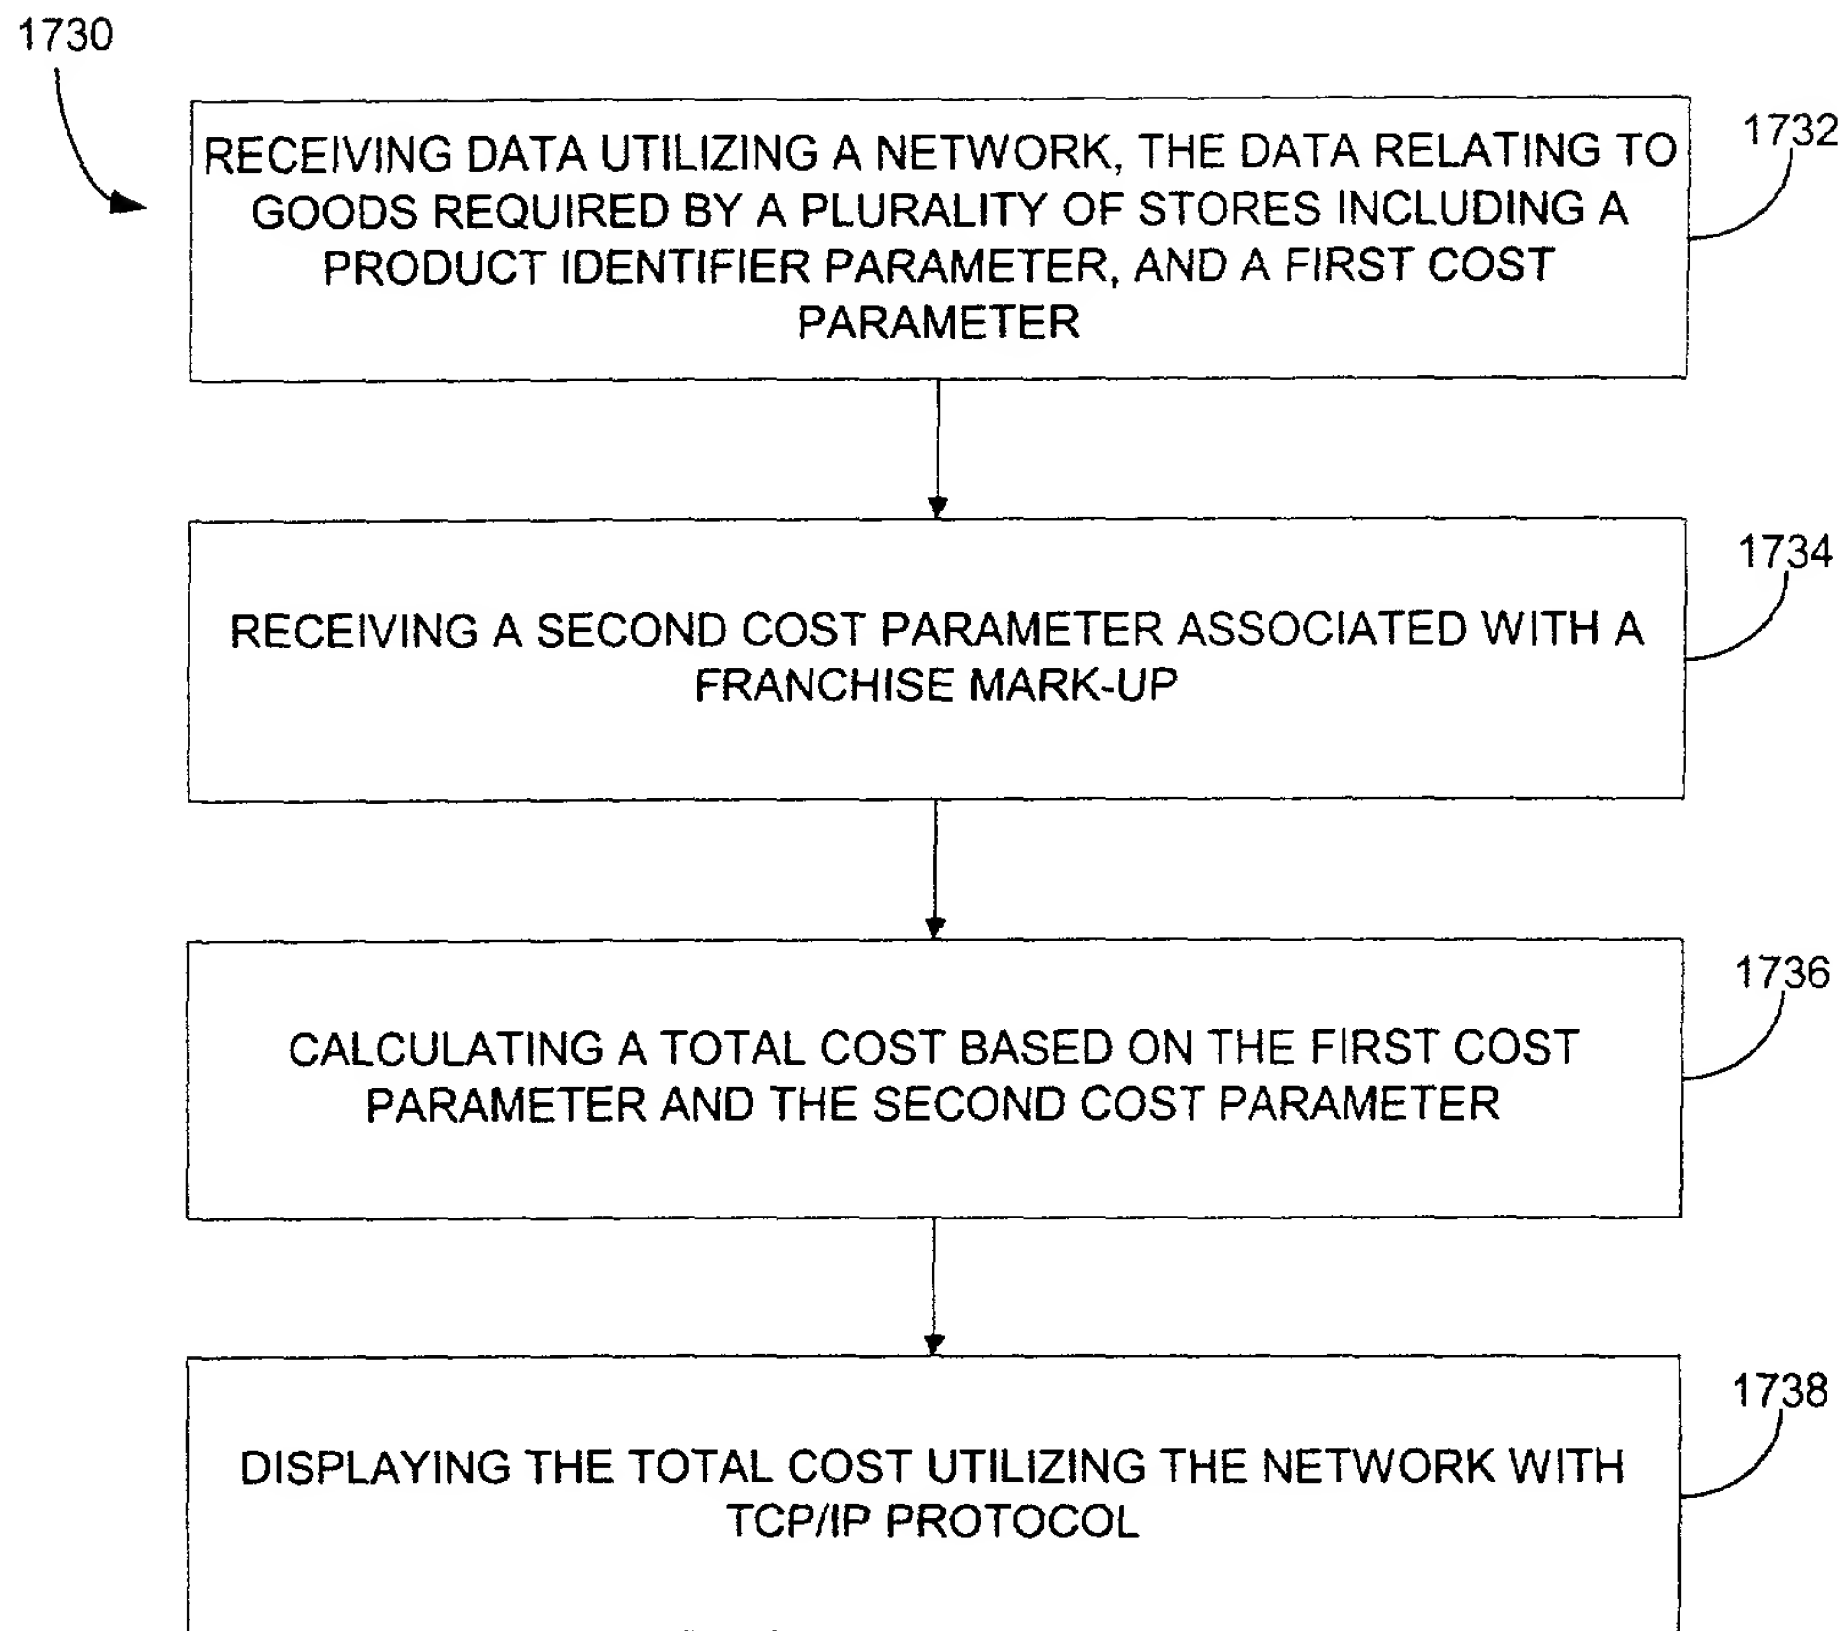 1730
1732
RECEIVING DATA UTILIZING A NETWORK, THE DATA RELATING TO
GOODS REQUIRED BY A PLURALITY OF STORES INCLUDING A
PRODUCT IDENTIFIER PARAMETER, AND A FIRST COST
PARAMETER
1734
RECEIVING A SECOND COST PARAMETER ASSOCIATED WITH A
FRANCHISE MARK-UP
1736
CALCULATING A TOTAL COST BASED ON THE FIRST COST
PARAMETER AND THE SECOND COST PARAMETER
1738
DISPLAYING THE TOTAL COST UTILIZING THE NETWORK WITH
TCP/IP PROTOCOL